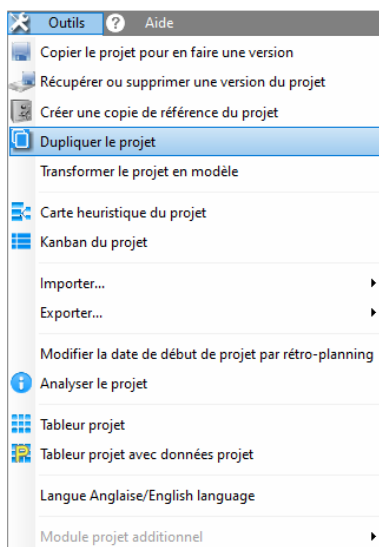 Outils ? Aide
Copier le projet pour en faire une version
Récupérer ou supprimer une version du projet
Créer une copie de référence du projet
Dupliquer le projet
Transformer le projet en modèle
Carte heuristique du projet
Kanban du projet
Importer...
Exporter...
Modifier la date de début de projet par rétro-planning
Analyser le projet
Tableur projet
Tableur projet avec données projet
Langue Anglaise/English language
Module projet additionnel